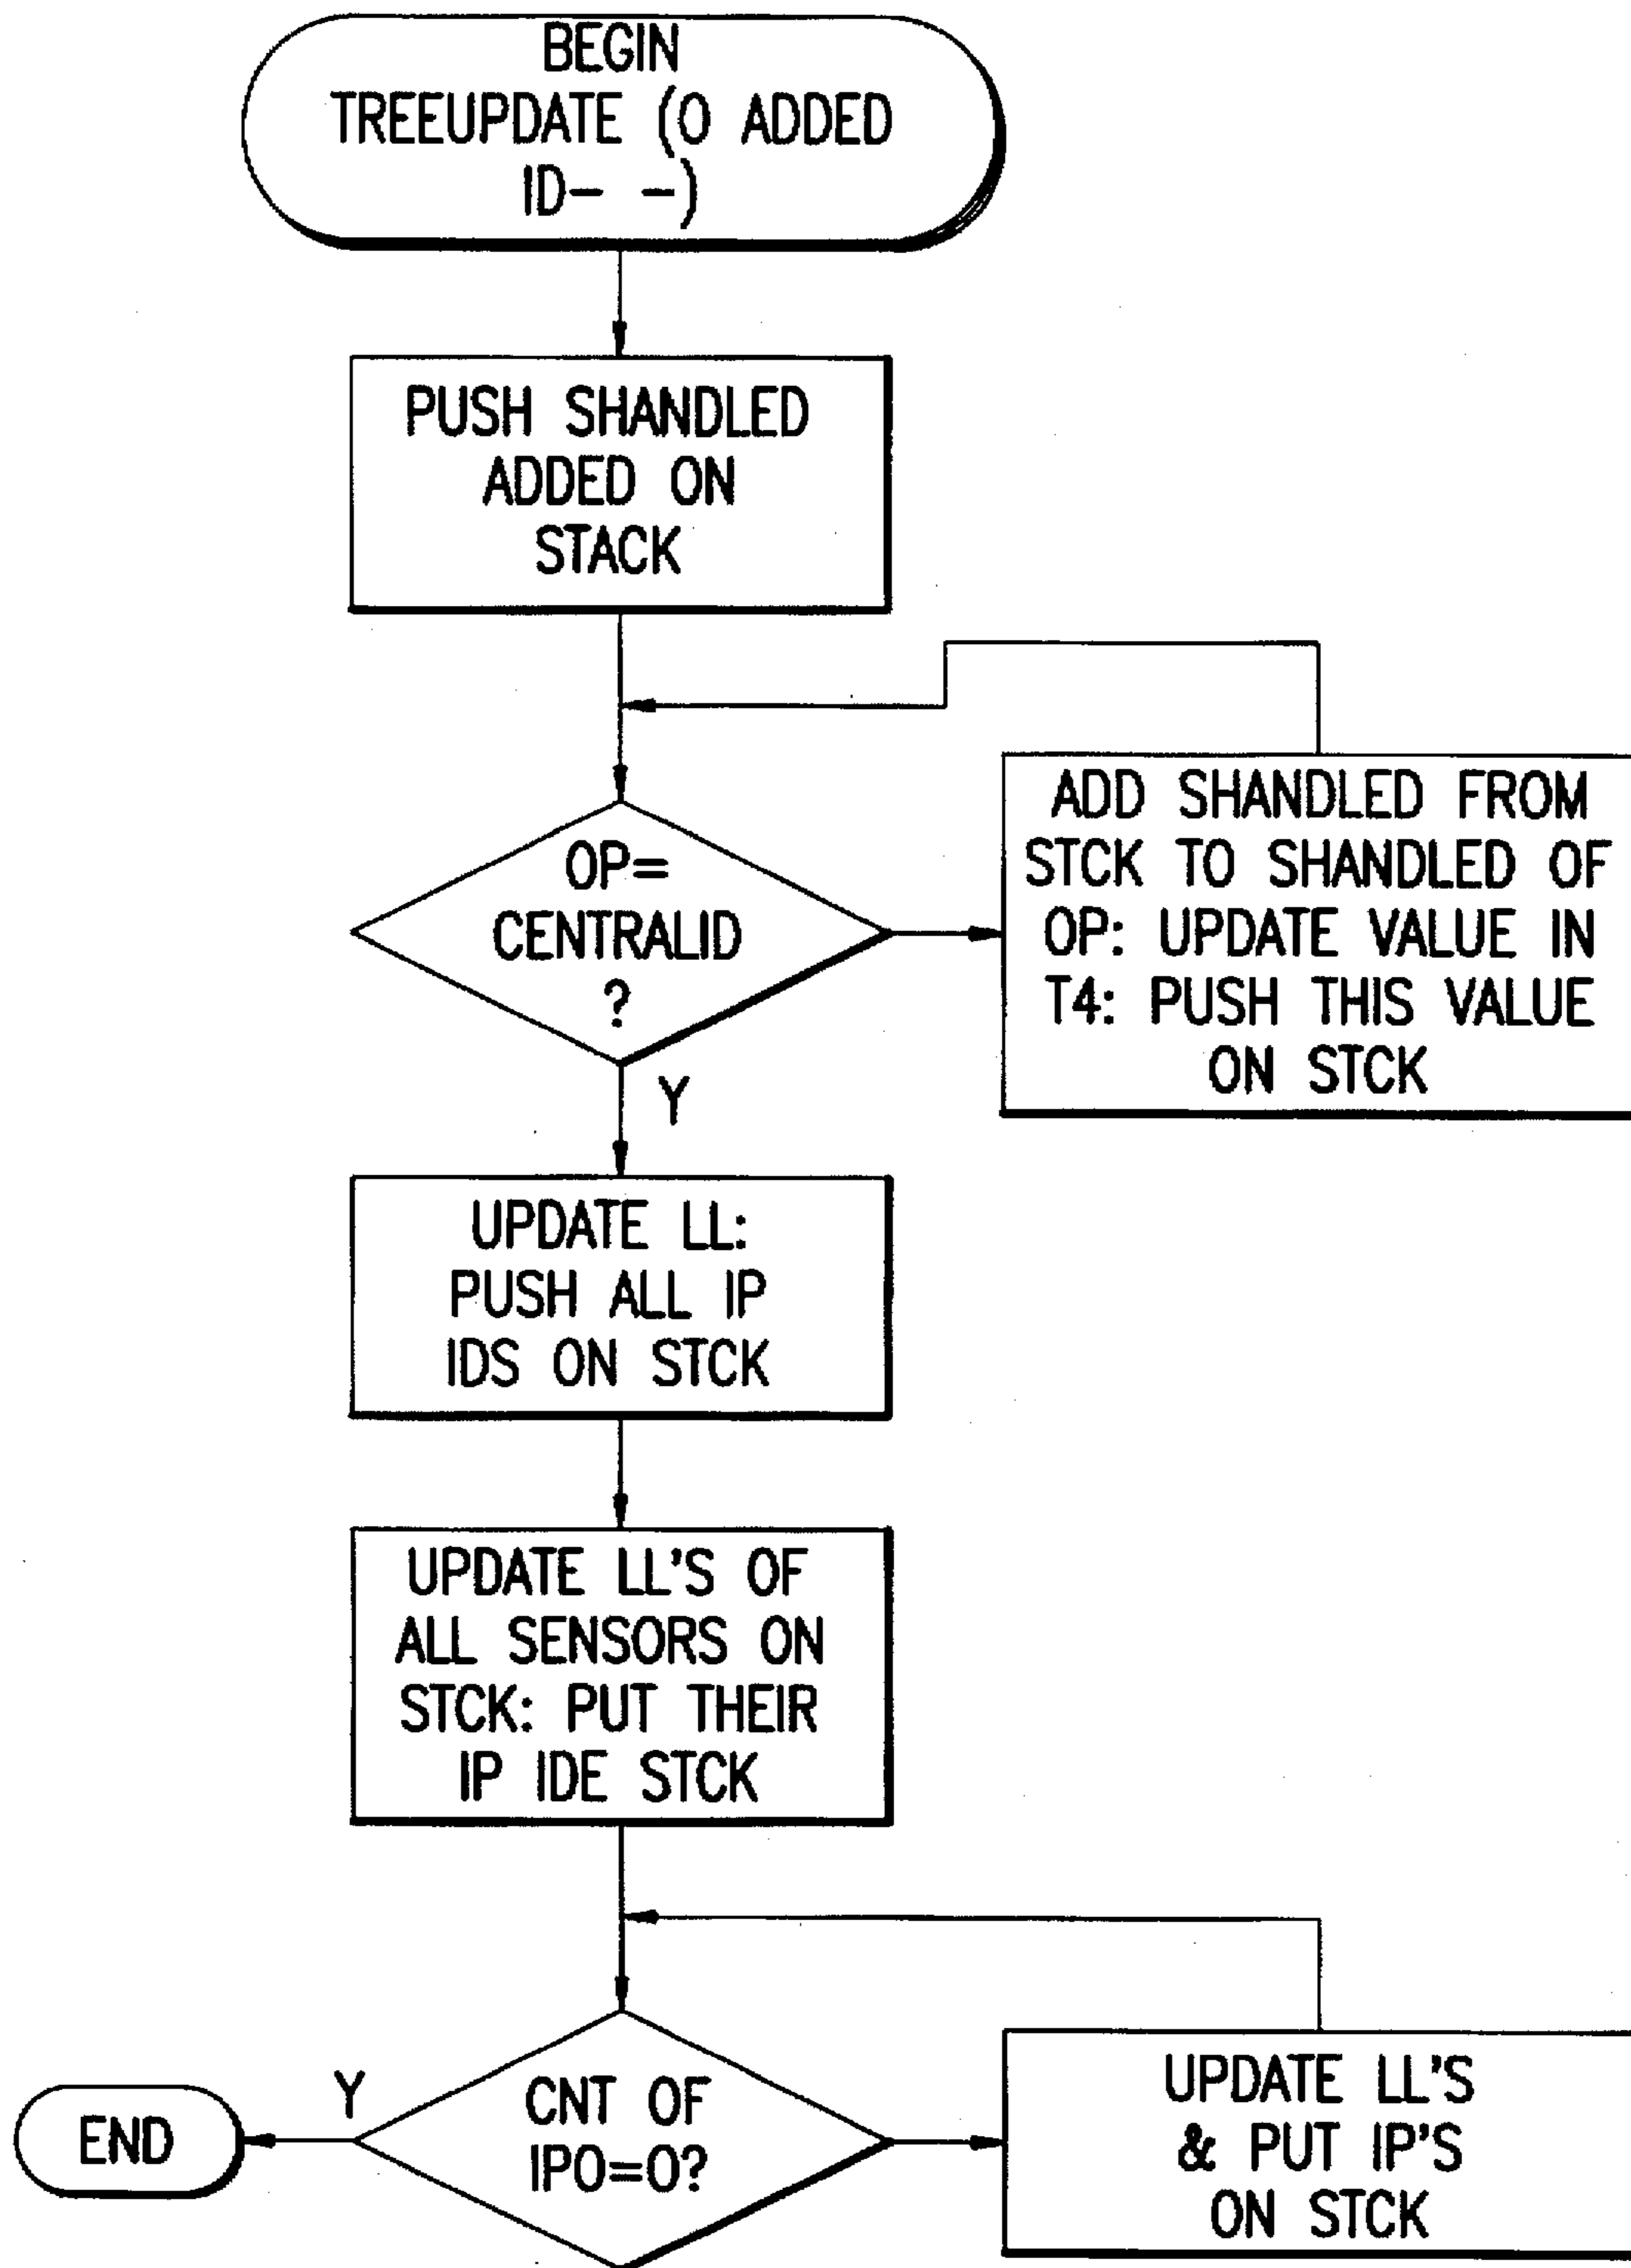 BEGIN
TREEUPDATE (O ADDED
ID- -)
PUSH SHANDLED
ADDED ON
STACK
OP=
CENTRALID
?
ADD SHANDLED FROM
STCK TO SHANDLED OF
OP: UPDATE VALUE IN
T4: PUSH THIS VALUE
ON STCK
Y
UPDATE LL:
PUSH ALL IP
IDS ON STCK
UPDATE LL'S OF
ALL SENSORS ON
STCK: PUT THEIR
IP IDE STCK
CNT OF
IPO=O?
Y
END
UPDATE LL'S
& PUT IP'S
ON STCK